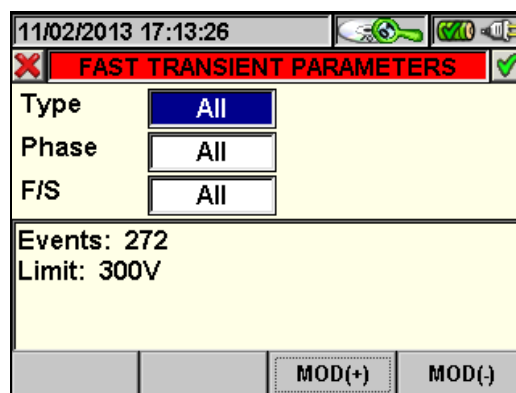 11/02/2013 17:13:26
FAST TRANSIENT PARAMETERS
Type All
Phase All
F/S All
Events: 272
Limit: 300V
MOD(+) MOD(-)